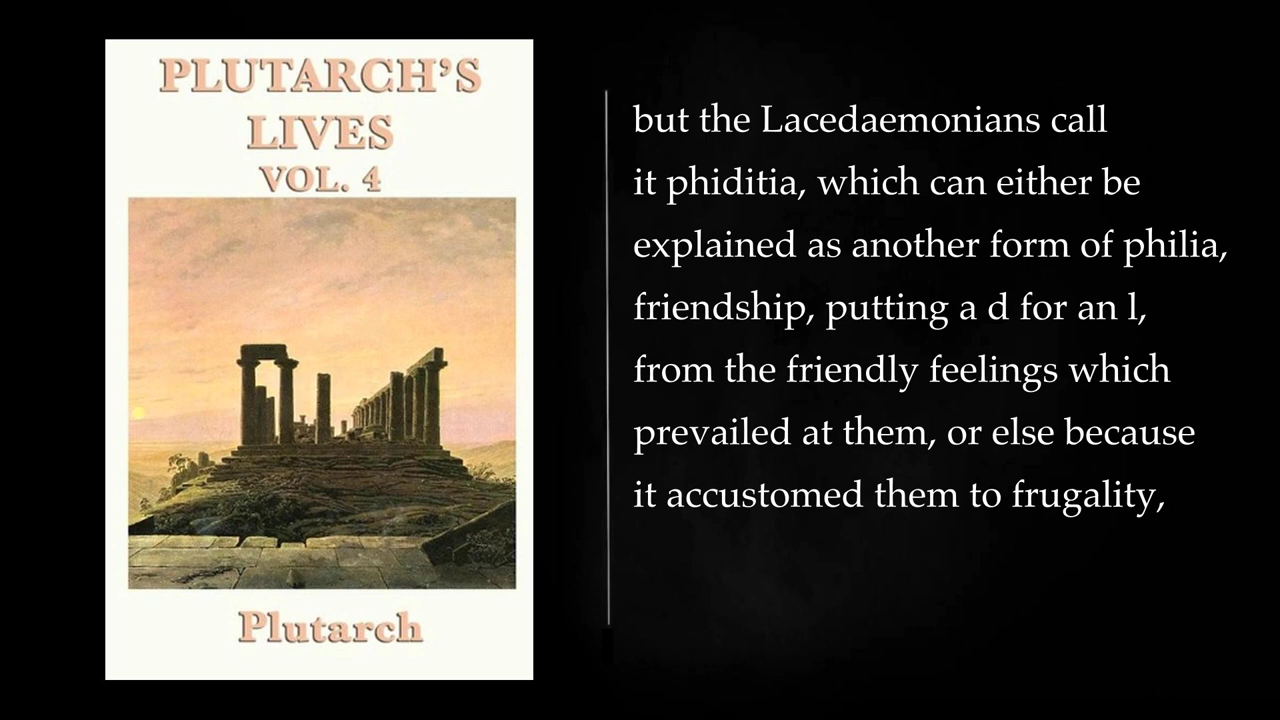 PLUTARCH'S
LIVES
VOL. 4
Plutarch
but the Lacedaemonians call
it phiditia, which can either be
explained as another form of philia,
friendship, putting a d for an l,
from the friendly feelings which
prevailed at them, or else because
it accustomed them to frugality,